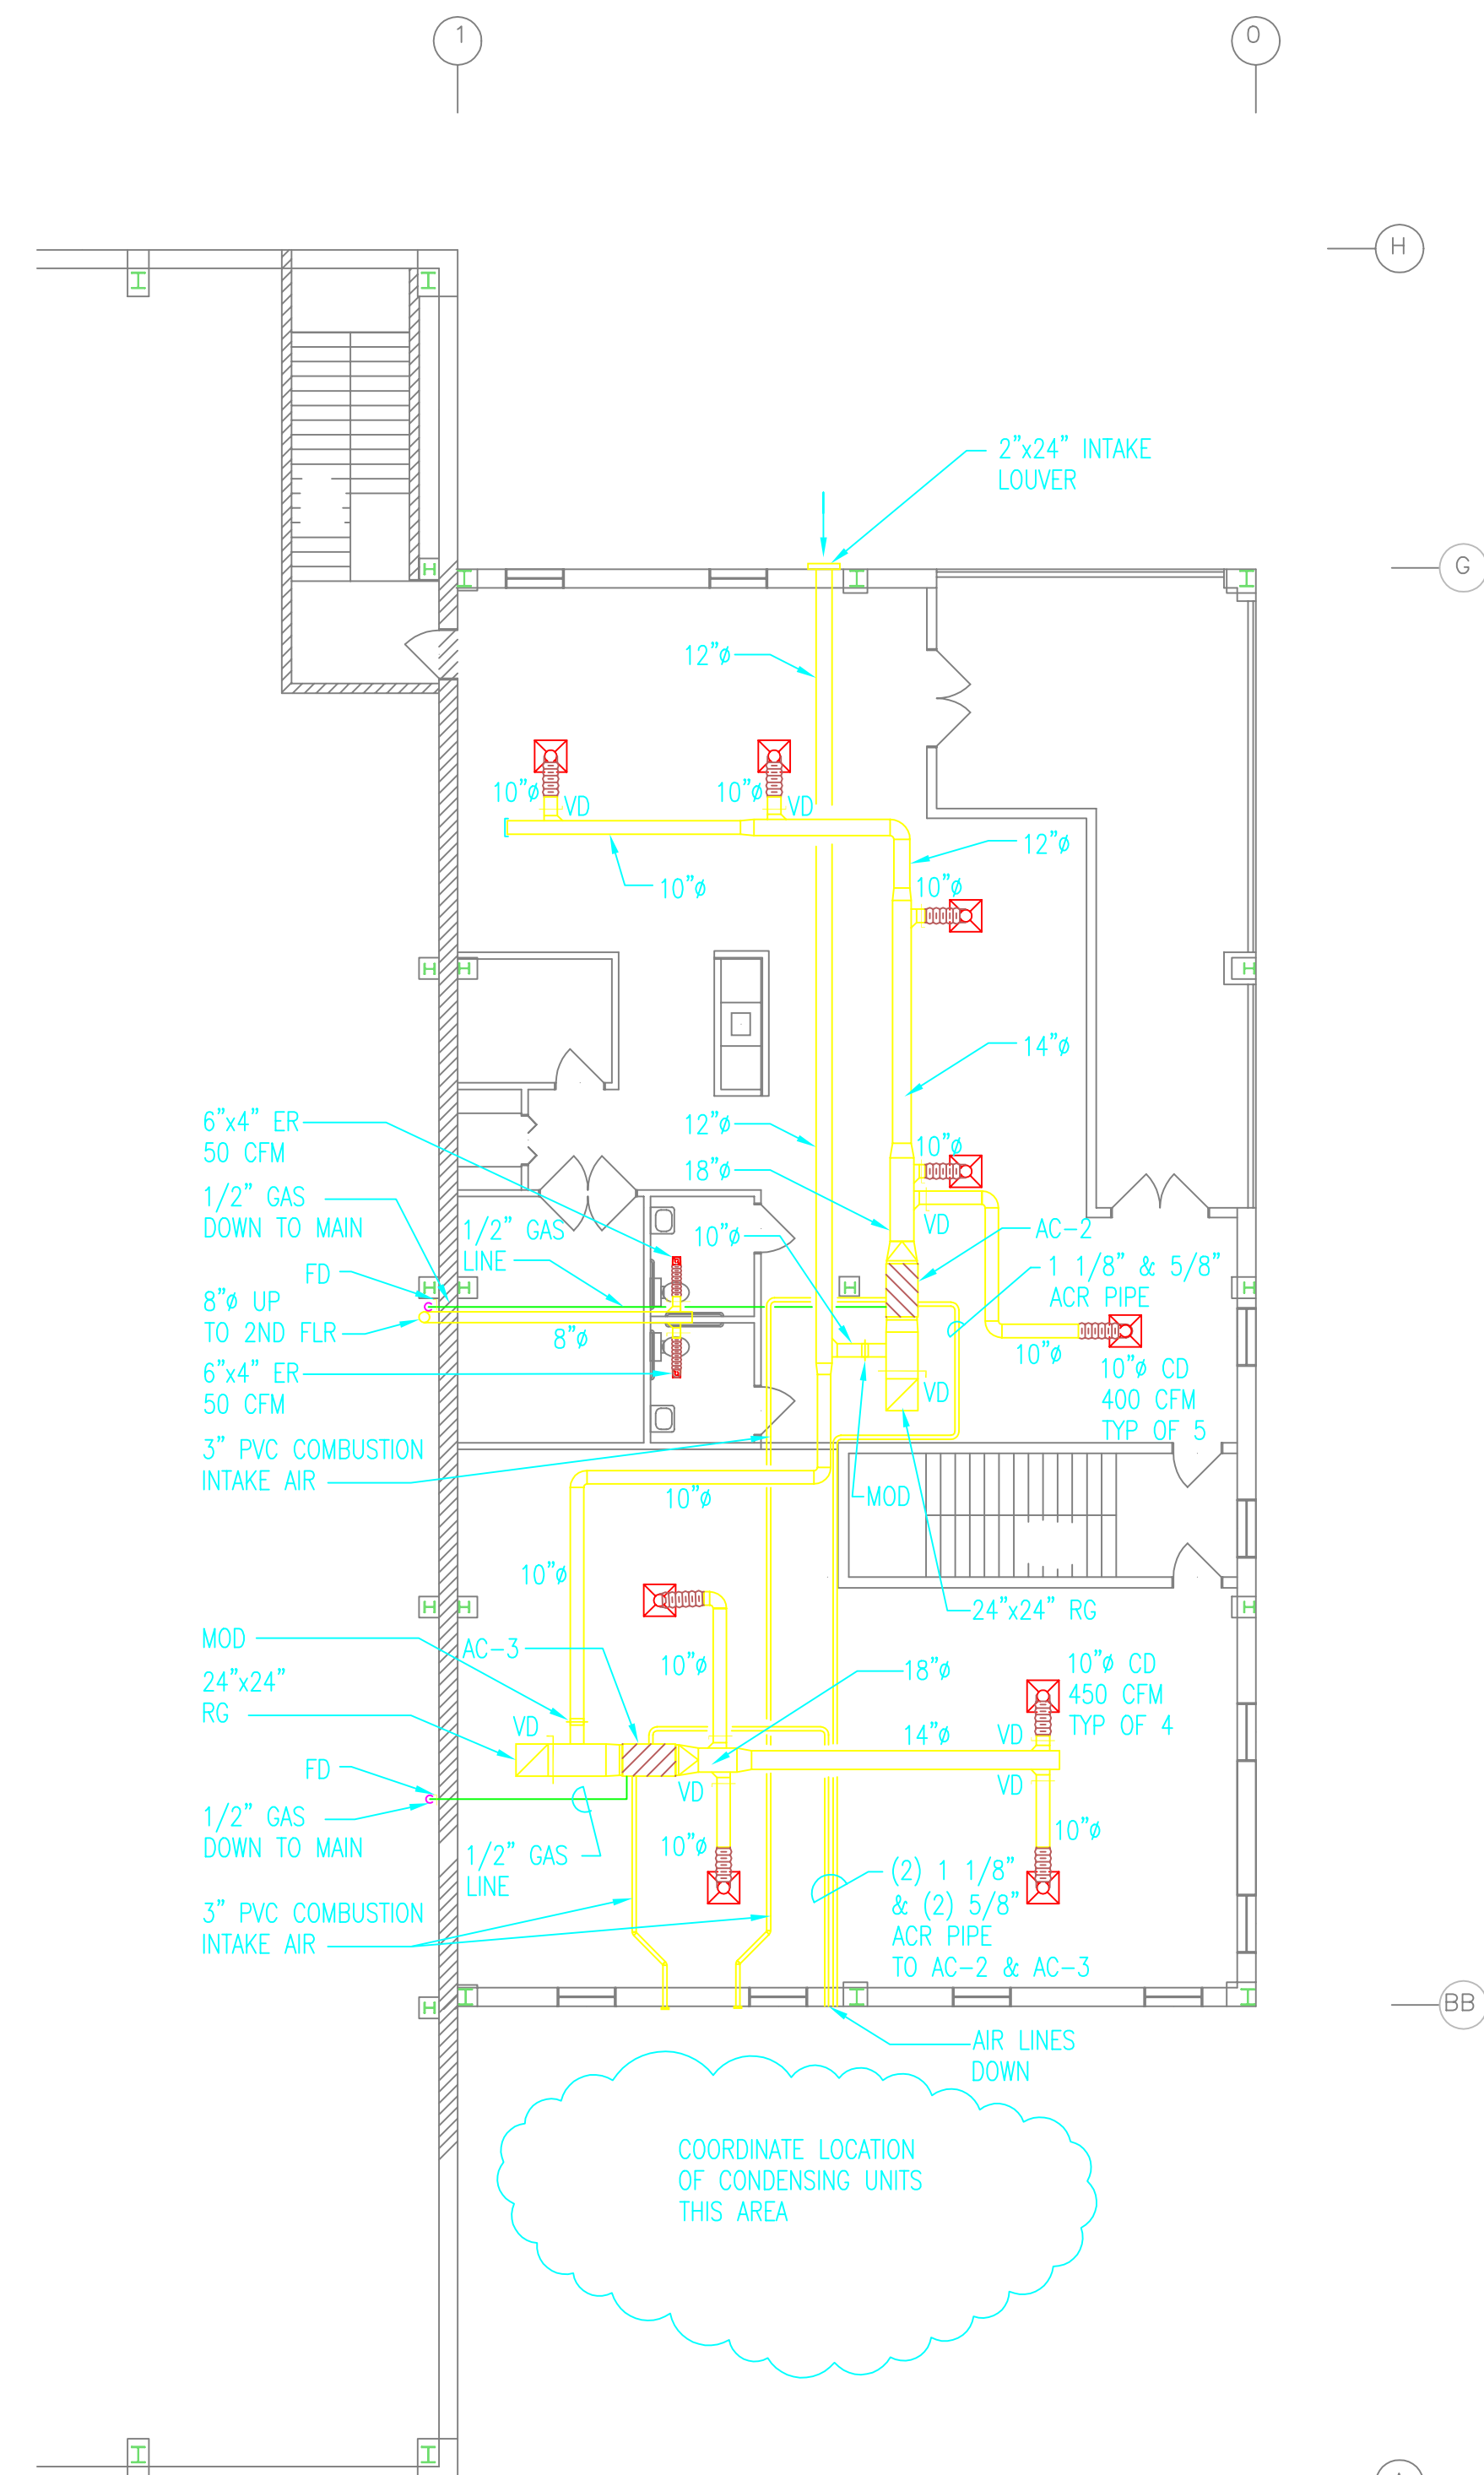 1
0
H
G
2"x24" INTAKE
LOUVER
12"ø
10"ø
VD
10"ø
VD
10"ø
12"ø
10"ø
14"ø
6"x4" ER
50 CFM
12"ø
18"ø
10"ø
1/2" GAS
DOWN TO MAIN
1/2" GAS
LINE
10"ø
VD
AC-2
FD
1 1/8" & 5/8"
ACR PIPE
8"ø UP
TO 2ND FLR
8"ø
10"ø
6"x4" ER
50 CFM
10"ø CD
400 CFM
TYP OF 5
VD
3" PVC COMBUSTION
INTAKE AIR
10"ø
MOD
10"ø
24"x24" RG
MOD
AC-3
10"ø
18"ø
10"ø CD
450 CFM
TYP OF 4
24"x24"
RG
VD
14"ø
VD
FD
VD
VD
1/2" GAS
DOWN TO MAIN
10"ø
10"ø
1/2" GAS
LINE
(2) 1 1/8"
& (2) 5/8"
ACR PIPE
TO AC-2 & AC-3
3" PVC COMBUSTION
INTAKE AIR
BB
AIR LINES
DOWN
COORDINATE LOCATION
OF CONDENSING UNITS
THIS AREA